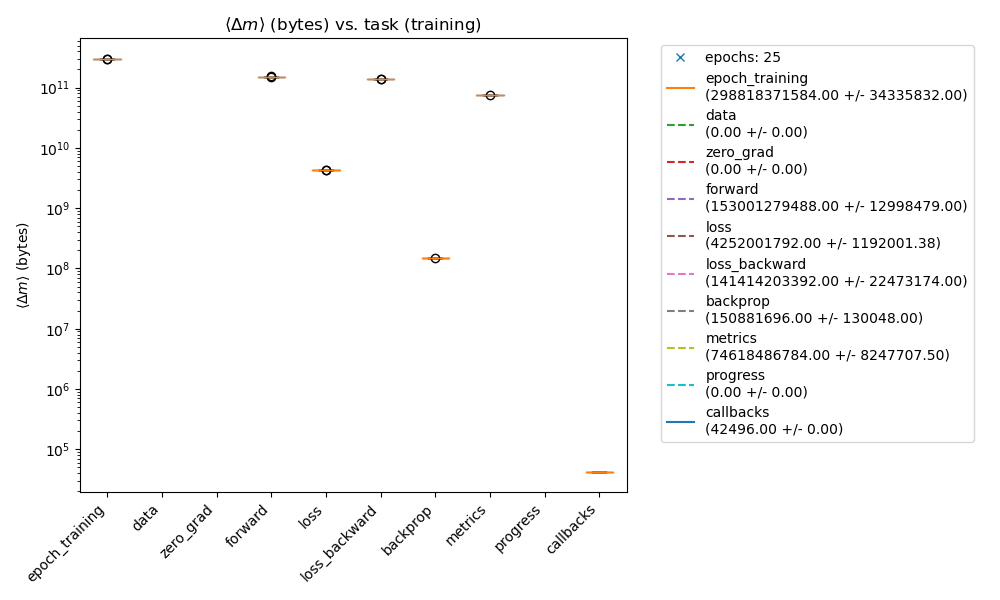 ⟨Δm⟩ (bytes) vs. task (training)
⟨Δm⟩ (bytes)
10¹¹
10¹⁰
10⁹
10⁸
10⁷
10⁶
10⁵
epoch_training
data
zero_grad
forward
loss
loss_backward
backprop
metrics
progress
callbacks
epochs: 25
epoch_training
(298818371584.00 +/- 34335832.00)
data
(0.00 +/- 0.00)
zero_grad
(0.00 +/- 0.00)
forward
(153001279488.00 +/- 12998479.00)
loss
(4252001792.00 +/- 1192001.38)
loss_backward
(141414203392.00 +/- 22473174.00)
backprop
(150881696.00 +/- 130048.00)
metrics
(74618486784.00 +/- 8247707.50)
progress
(0.00 +/- 0.00)
callbacks
(42496.00 +/- 0.00)